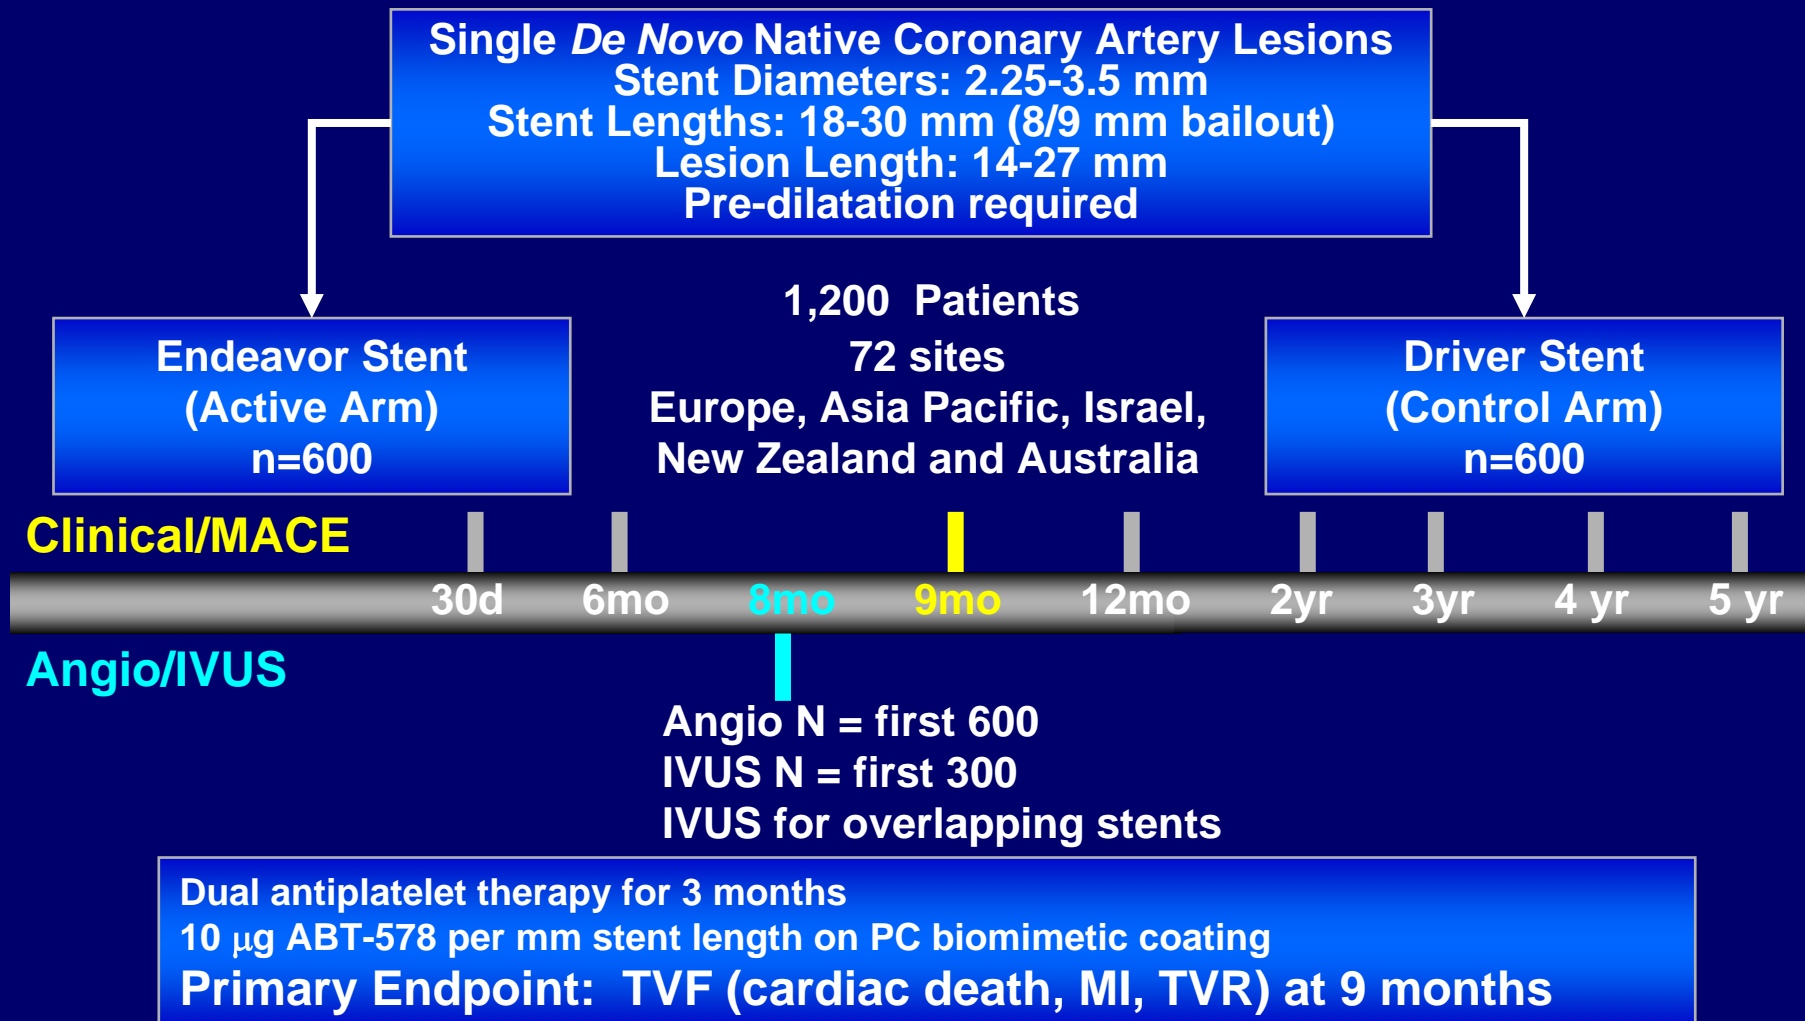 Single De Novo Native Coronary Artery Lesions
Stent Diameters: 2.25-3.5 mm
Stent Lengths: 18-30 mm (8/9 mm bailout)
Lesion Length: 14-27 mm
Pre-dilatation required
Endeavor Stent
(Active Arm)
n=600
1,200 Patients
72 sites
Europe, Asia Pacific, Israel,
New Zealand and Australia
Driver Stent
(Control Arm)
n=600
Clinical/MACE
30d 6mo 8mo 9mo 12mo 2yr 3yr 4 yr 5 yr
Angio/IVUS
Angio N = first 600
IVUS N = first 300
IVUS for overlapping stents
Dual antiplatelet therapy for 3 months
10 μg ABT-578 per mm stent length on PC biomimetic coating
Primary Endpoint: TVF (cardiac death, MI, TVR) at 9 months